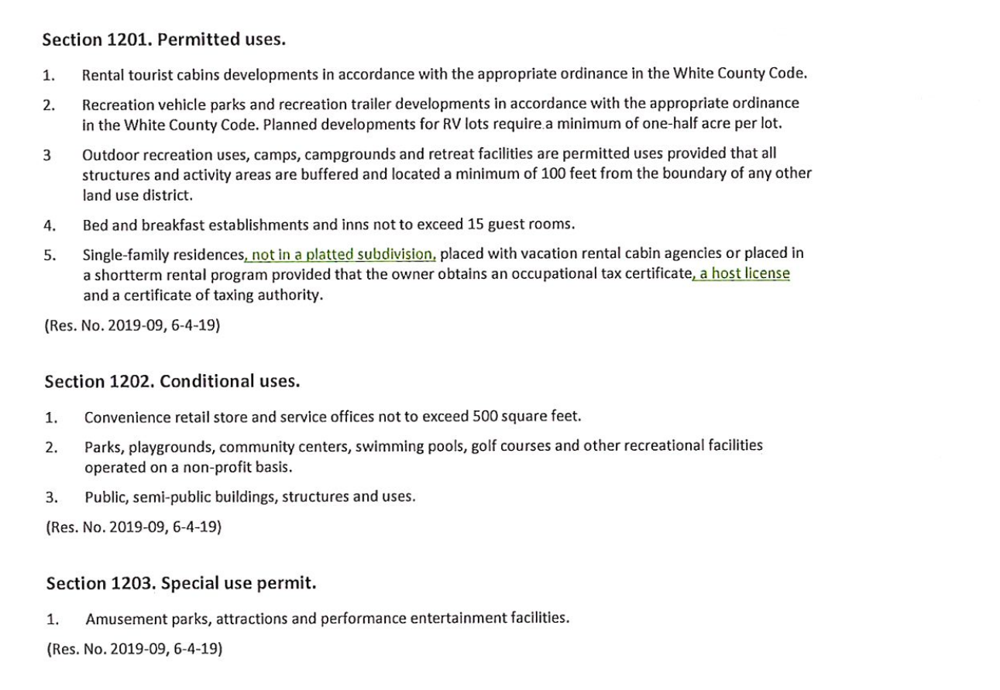 Section 1201. Permitted uses.
1. Rental tourist cabins developments in accordance with the appropriate ordinance in the White County Code.
2. Recreation vehicle parks and recreation trailer developments in accordance with the appropriate ordinance
in the White County Code. Planned developments for RV lots require a minimum of one-half acre per lot.
3 Outdoor recreation uses, camps, campgrounds and retreat facilities are permitted uses provided that all
structures and activity areas are buffered and located a minimum of 100 feet from the boundary of any other
land use district.
4. Bed and breakfast establishments and inns not to exceed 15 guest rooms.
5. Single-family residences, not in a platted subdivision, placed with vacation rental cabin agencies or placed in
a shortterm rental program provided that the owner obtains an occupational tax certificate, a host license
and a certificate of taxing authority.
(Res. No. 2019-09, 6-4-19)
Section 1202. Conditional uses.
1. Convenience retail store and service offices not to exceed 500 square feet.
2. Parks, playgrounds, community centers, swimming pools, golf courses and other recreational facilities
operated on a non-profit basis.
3. Public, semi-public buildings, structures and uses.
(Res. No. 2019-09, 6-4-19)
Section 1203. Special use permit.
1. Amusement parks, attractions and performance entertainment facilities.
(Res. No. 2019-09, 6-4-19)